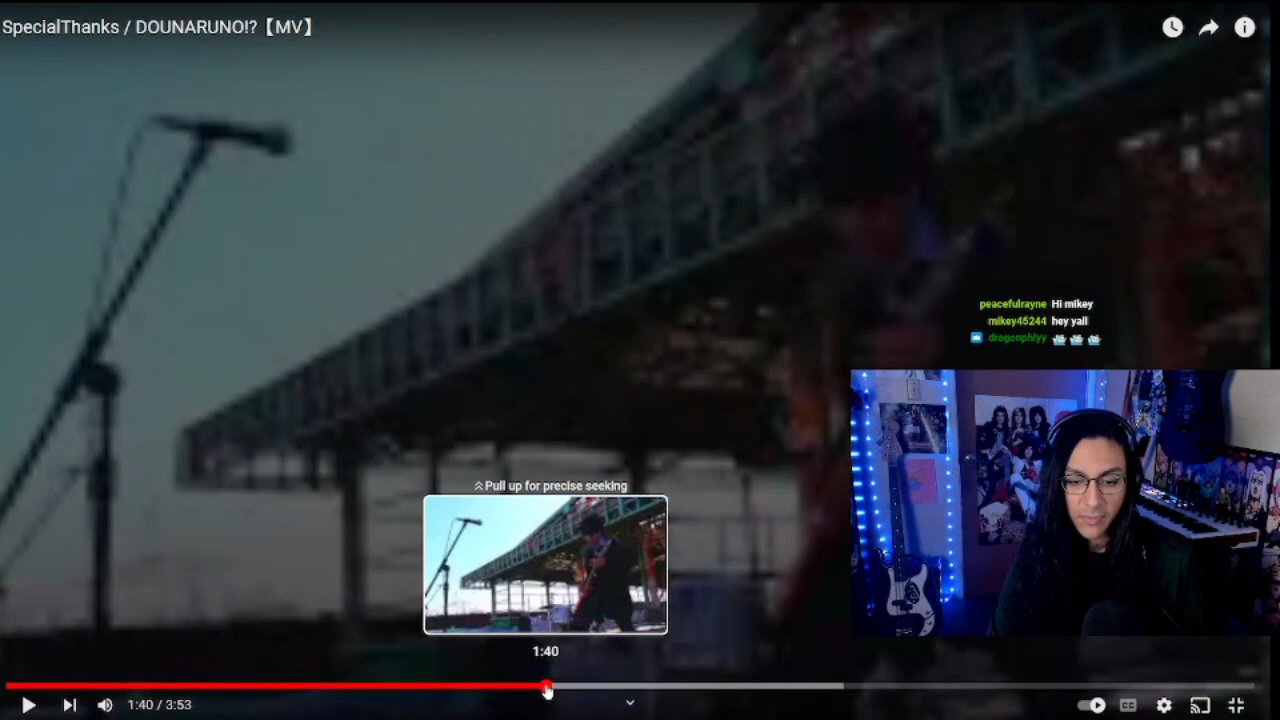 SpecialThanks / DOUNARUNO!?【MV】
peacefulrayne Hi mikey
mikey45244 hey yall
dragonphlyy
Pull up for precise seeking
1:40
1:40 / 3:53
CC